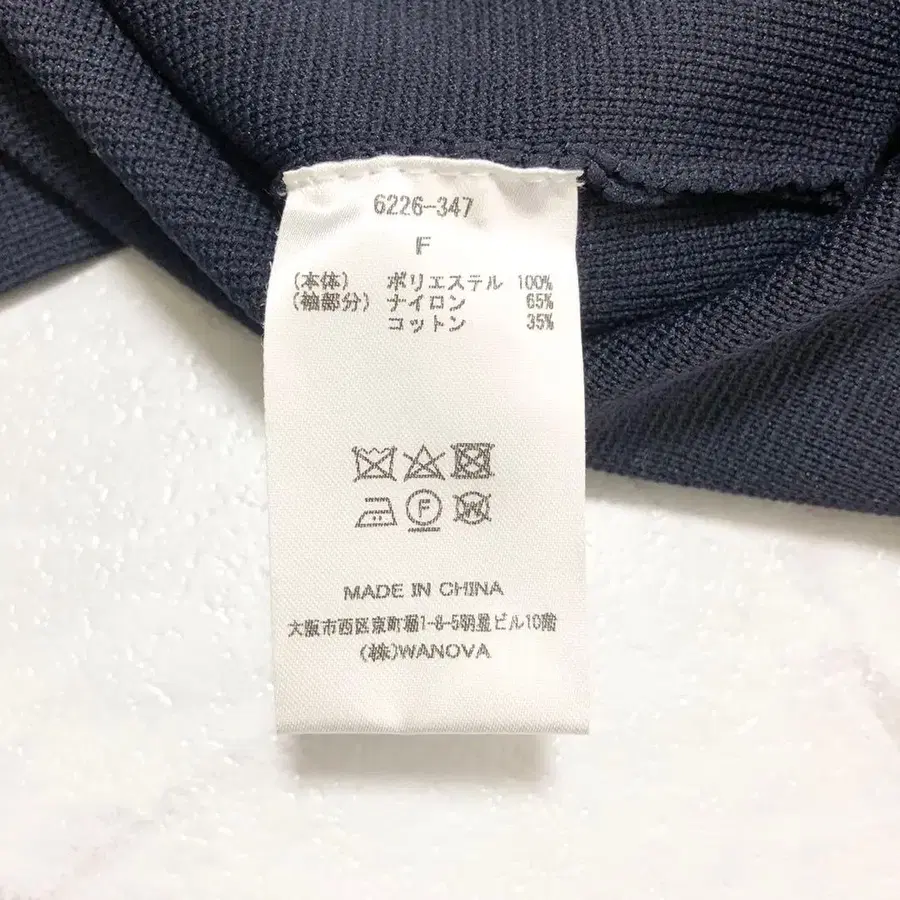 6226-347
F
(本体) ポリエステル 100%
(袖部分) ナイロン 65%
コットン 35%
F
W
MADE IN CHINA
大阪市西区京町堀1-8-5明星ビル10階
(株)WANOVA